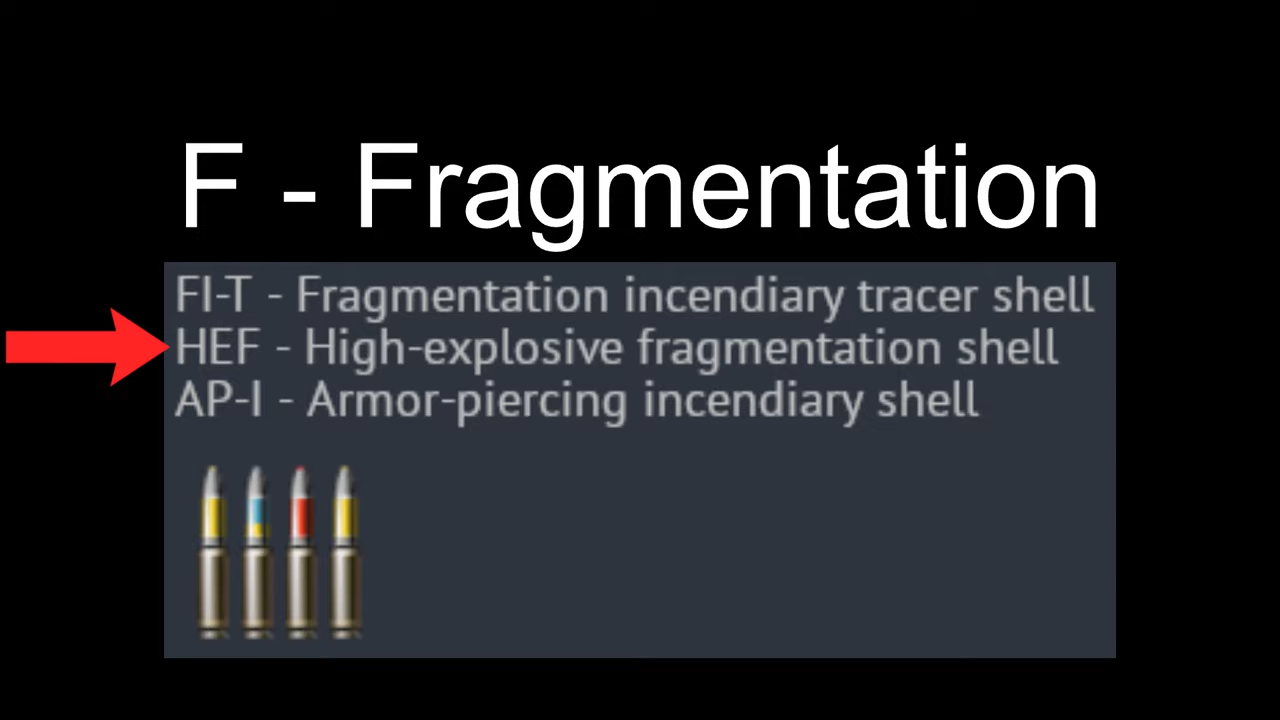 F - Fragmentation
FI-T - Fragmentation incendiary tracer shell
HEF - High-explosive fragmentation shell
AP-I - Armor-piercing incendiary shell